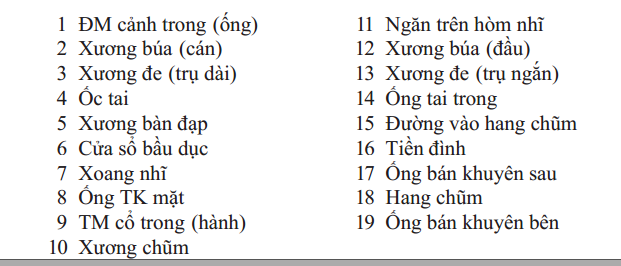 1 ĐM cảnh trong (ống)
2 Xương búa (cán)
3 Xương đe (trụ dài)
4 Ốc tai
5 Xương bàn đạp
6 Cửa sổ bầu dục
7 Xoang nhĩ
8 Ống TK mặt
9 TM cổ trong (hành)
10 Xương chũm
11 Ngăn trên hòm nhĩ
12 Xương búa (đầu)
13 Xương đe (trụ ngắn)
14 Ống tai trong
15 Đường vào hang chũm
16 Tiền đình
17 Ống bán khuyên sau
18 Hang chũm
19 Ống bán khuyên bên